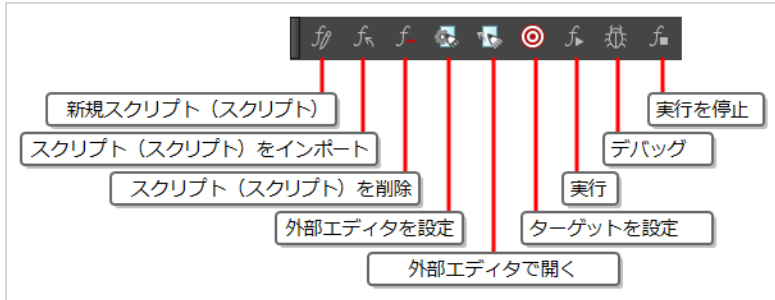 新規スクリプト（スクリプト）
実行を停止
スクリプト（スクリプト）をインポート
デバッグ
スクリプト（スクリプト）を削除
実行
外部エディタを設定
ターゲットを設定
外部エディタで開く